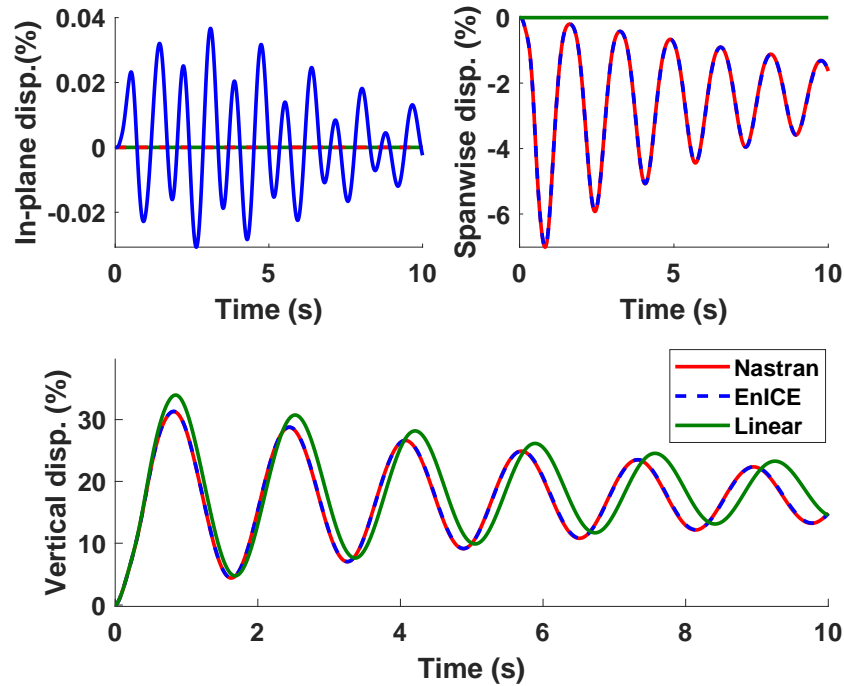 0.04
0.02
0
-0.02
In-plane disp.(%)
0
5
10
Time (s)
0
-2
-4
-6
Spanwise disp. (%)
0
5
10
Time (s)
30
20
10
0
Vertical disp. (%)
Nastran
EnICE
Linear
0
2
4
6
8
10
Time (s)